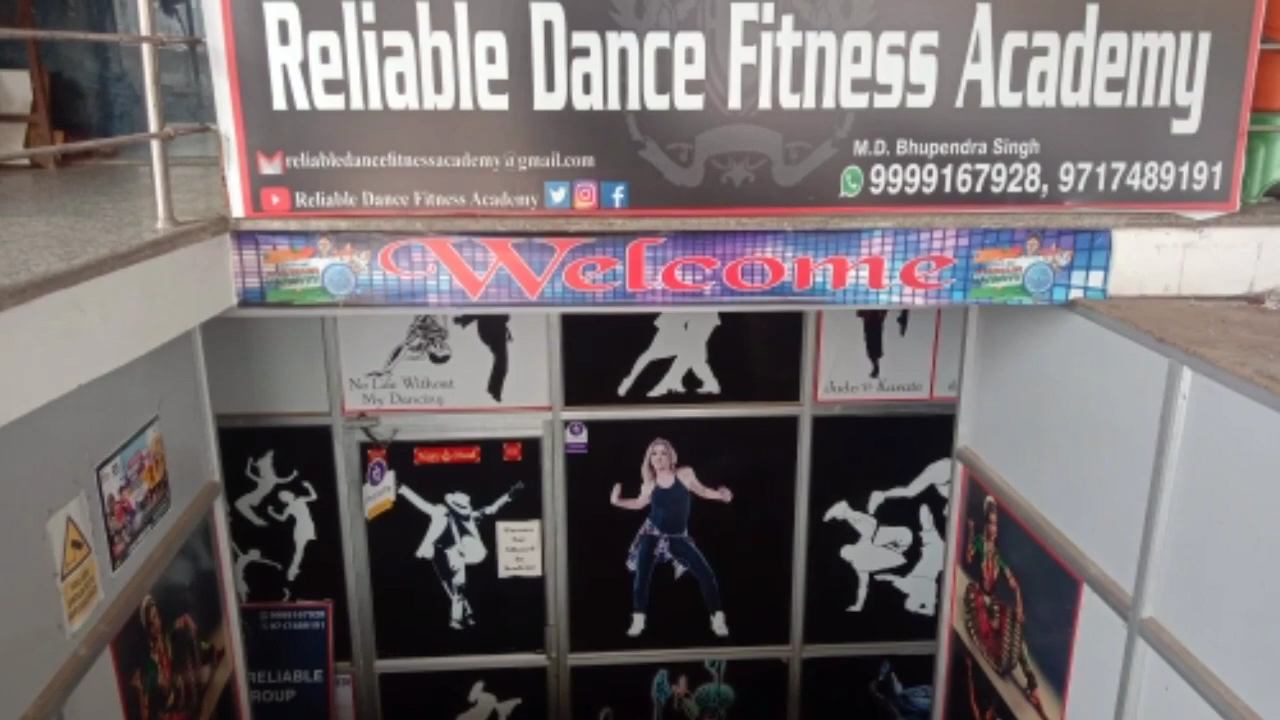 Reliable Dance Fitness Academy
reliabledancefitnessacademy@gmail.com
M.D. Bhupendra Singh
Reliable Dance Fitness Academy
9999167928, 9717489191
Welcome
No Life Without
My Dancing
Judo & Karate
RELIABLE
ROUP